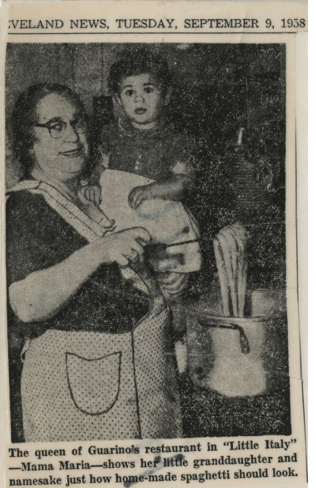 VELAND NEWS, TUESDAY, SEPTEMBER 9, 1958
The queen of Guarino's restaurant in "Little Italy"
—Mama Maria—shows her little granddaughter and
namesake just how home-made spaghetti should look.